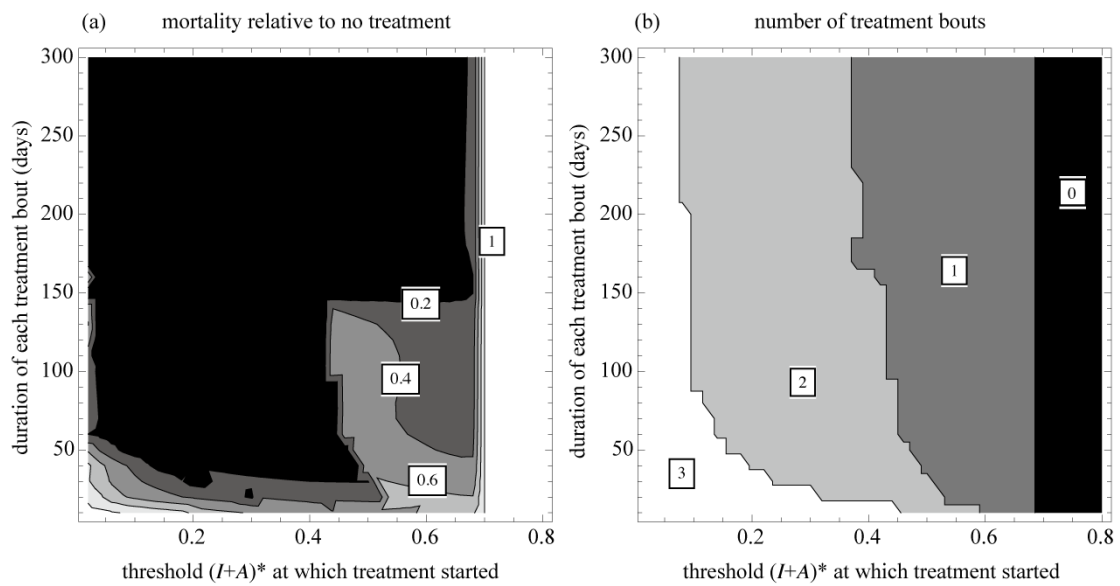 (a) mortality relative to no treatment
duration of each treatment bout (days)
300
250
200
150
100
50
1
0.2
0.4
0.6
0.2 0.4 0.6 0.8
threshold (I+A)* at which treatment started
(b) number of treatment bouts
duration of each treatment bout (days)
300
250
200
150
100
50
0
1
2
3
0.2 0.4 0.6 0.8
threshold (I+A)* at which treatment started